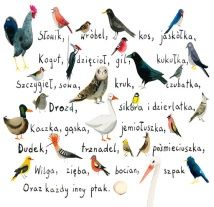 Słowik, wróbel, kos, jaskółka,
Kogut, dzięcioł, gil, kukułka,
Szczygieł, sowa, kruk, czubatka,
Drozd, sikora i dzierlatka,
Kaczka, gąska, jemiołuszka,
Dudek, trznadel, pośmieciuszka,
Wilga, zięba, bocian, szpak
Oraz każdy inny ptak.